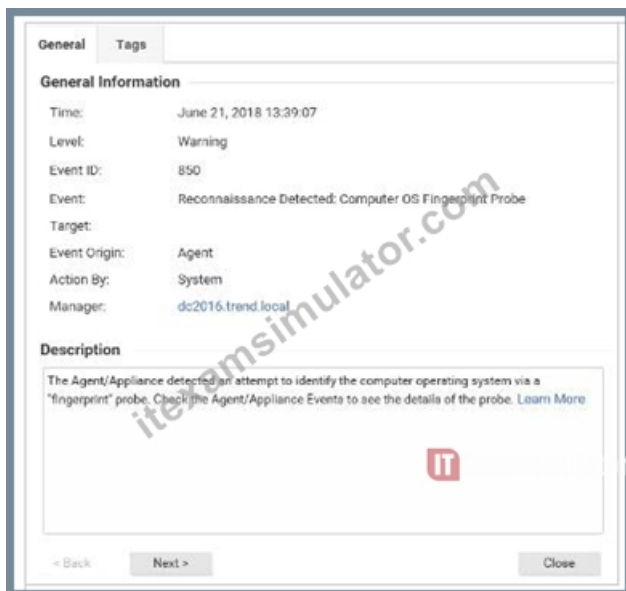 General Tags
General Information
Time: June 21, 2018 13:39:07
Level: Warning
Event ID: 850
Event: Reconnaissance Detected: Computer OS Fingerprint Probe
Target:
Event Origin: Agent
Action By: System
Manager: dc2016.trend.local
Description
The Agent/Appliance detected an attempt to identify the computer operating system via a
"fingerprint" probe. Check the Agent/Appliance Events to see the details of the probe. Learn More
itexamsimulator.com
IT
< Back Next > Close